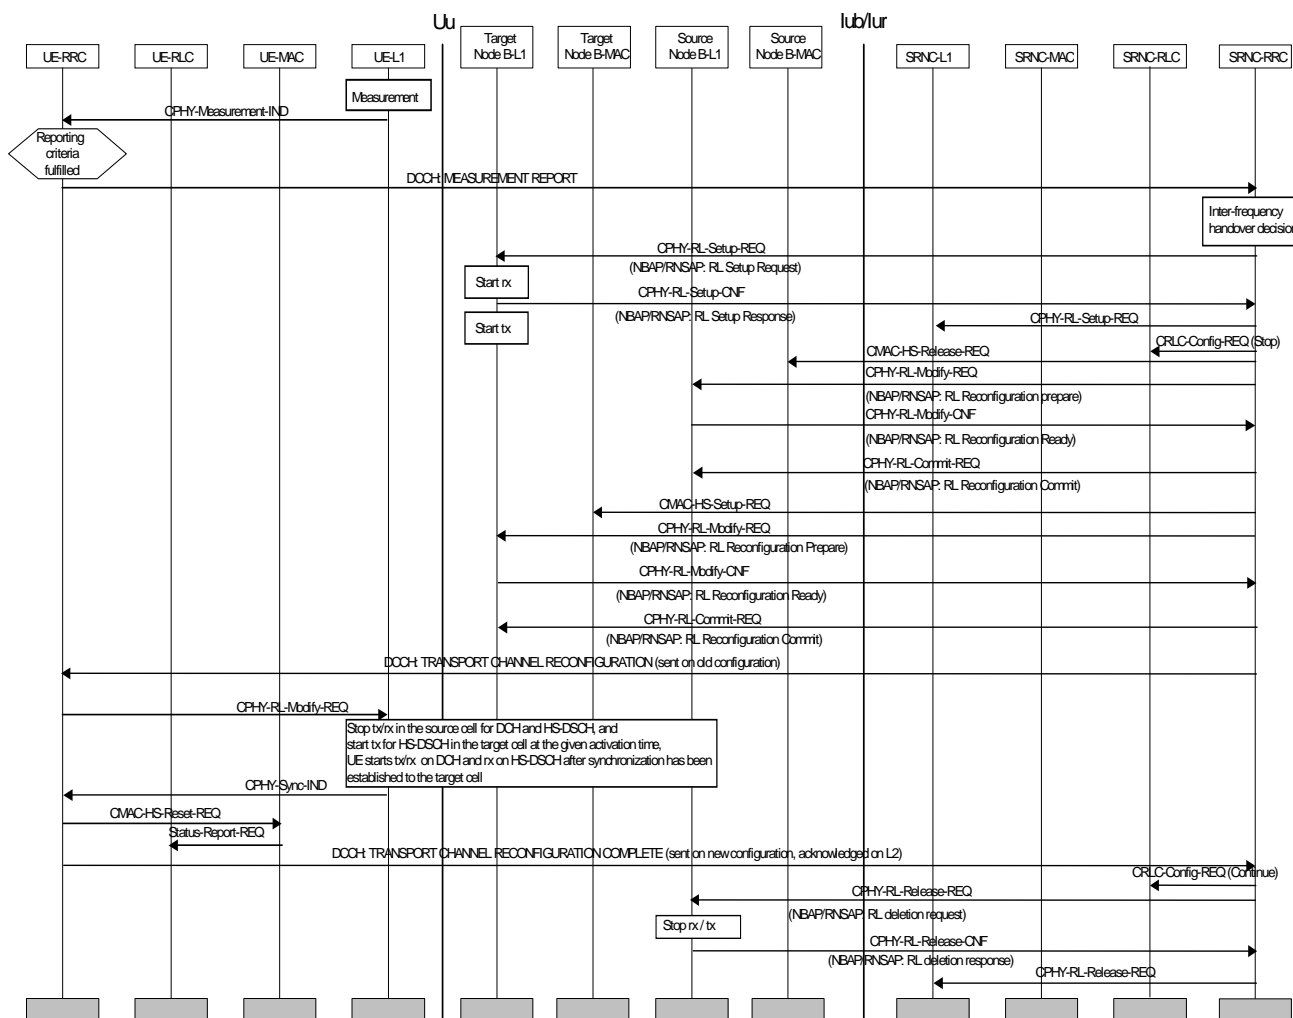 Uu
Iub/Iur
UE-RRC
UE-RLC
UE-MAC
UE-L1
Target
Node B-L1
Target
Node B-MAC
Source
Node B-L1
Source
Node B-MAC
SRNC-L1
SRNC-MAC
SRNC-RLC
SRNC-RRC
Measurement
CPHY-Measurement-IND
Reporting
criteria
fulfilled
DCCH: MEASUREMENT REPORT
Inter-frequency
handover decision
CPHY-RL-Setup-REQ
(NBAP/RNSAP: RL Setup Request)
Start rx
CPHY-RL-Setup-CNF
(NBAP/RNSAP: RL Setup Response)
Start tx
CPHY-RL-Setup-REQ
CRLC-Config-REQ (Stop)
CMAC-HS-Release-REQ
CPHY-RL-Modify-REQ
(NBAP/RNSAP: RL Reconfiguration prepare)
CPHY-RL-Modify-CNF
(NBAP/RNSAP: RL Reconfiguration Ready)
CPHY-RL-Commit-REQ
(NBAP/RNSAP: RL Reconfiguration Commit)
CMAC-HS-Setup-REQ
CPHY-RL-Modify-REQ
(NBAP/RNSAP: RL Reconfiguration Prepare)
CPHY-RL-Modify-CNF
(NBAP/RNSAP: RL Reconfiguration Ready)
CPHY-RL-Commit-REQ
(NBAP/RNSAP: RL Reconfiguration Commit)
DCCH: TRANSPORT CHANNEL RECONFIGURATION (sent on old configuration)
CPHY-RL-Modify-REQ
Stop tx/rx in the source cell for DCH and HS-DSCH, and
start tx for HS-DSCH in the target cell at the given activation time,
UE starts tx/rx on DCH and rx on HS-DSCH after synchronization has been
established to the target cell
CPHY-Sync-IND
CMAC-HS-Reset-REQ
Status-Report-REQ
DCCH: TRANSPORT CHANNEL RECONFIGURATION COMPLETE (sent on new configuration, acknowledged on L2)
CRLC-Config-REQ (Continue)
CPHY-RL-Release-REQ
(NBAP/RNSAP: RL deletion request)
Stop rx / tx
CPHY-RL-Release-CNF
(NBAP/RNSAP: RL deletion response)
CPHY-RL-Release-REQ